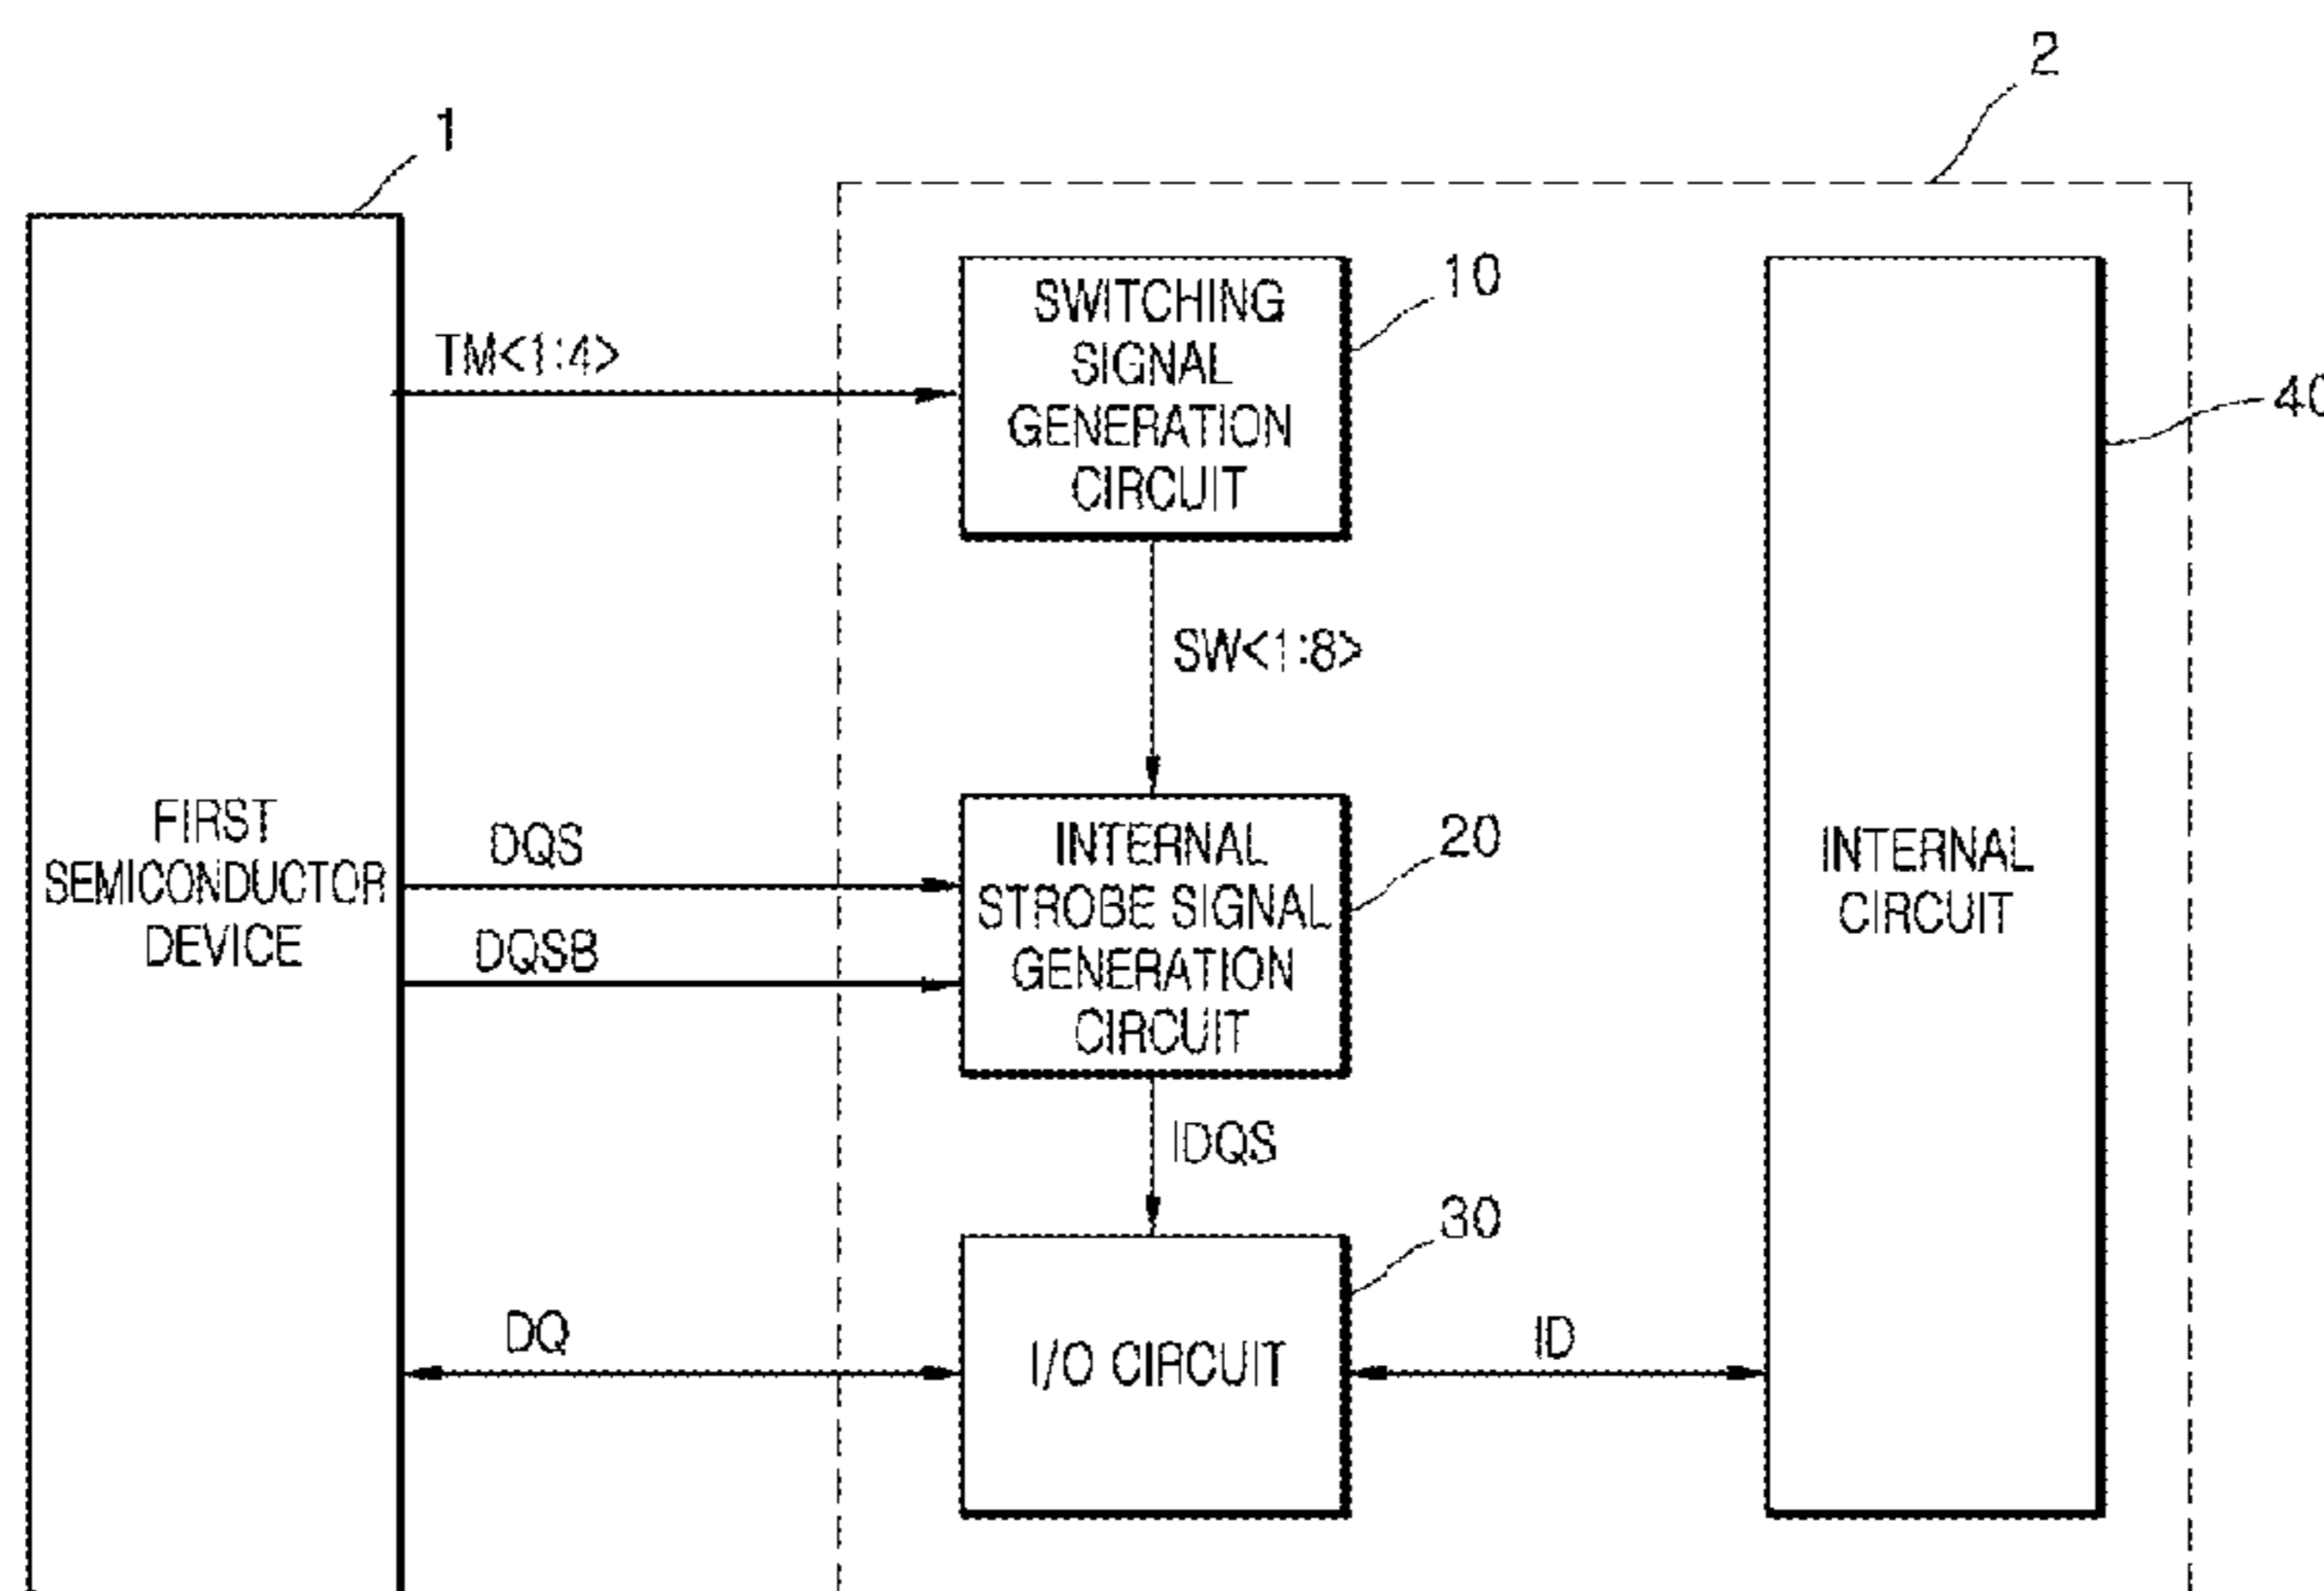 2
1
10
SWITCHING
SIGNAL
GENERATION
CIRCUIT
TM<1:4>
40
SW<1:8>
FIRST
SEMICONDUCTOR
DEVICE
DQS
DQSB
20
INTERNAL
STROBE SIGNAL
GENERATION
CIRCUIT
INTERNAL
CIRCUIT
IDQS
30
DQ
I/O CIRCUIT
ID